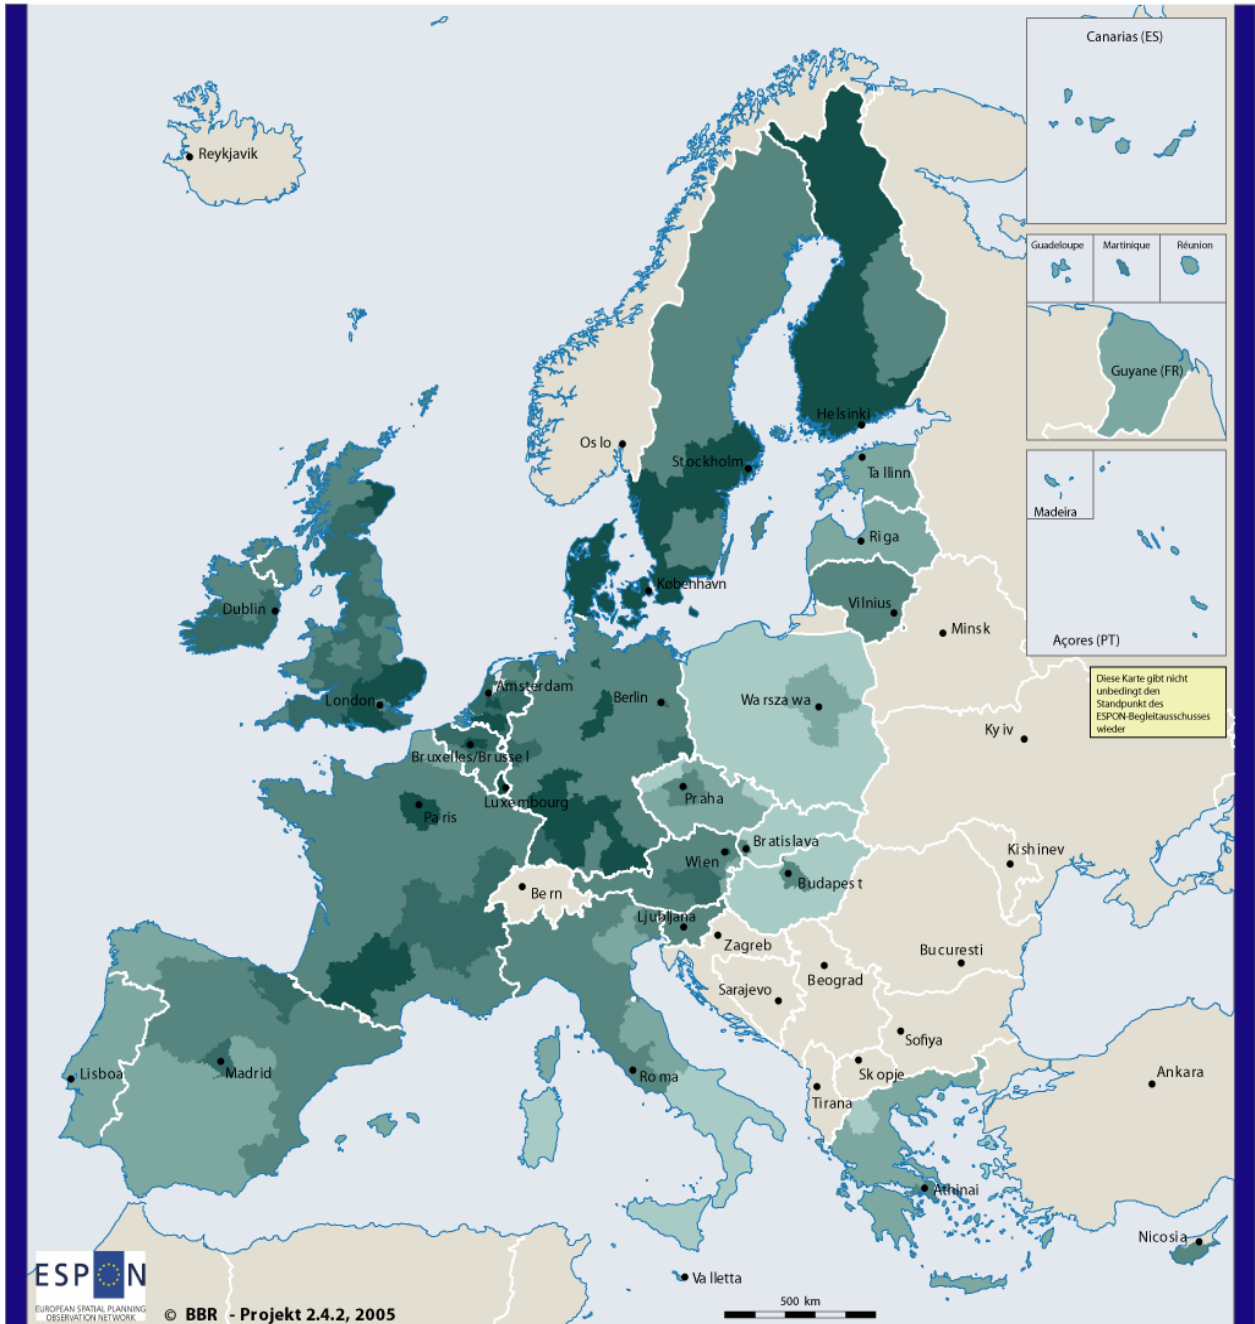 Canarias (ES)
Reykjavik
Guadeloupe
Martinique
Réunion
Guyane (FR)
Helsinki
Oslo
Stockholm
Tallinn
Madeira
Riga
København
Vilnius
Dublin
Minsk
Açores (PT)
Diese Karte gibt nicht
unbedingt den
Standpunkt des
ESPON-Begleitausschusses
wieder
Amsterdam
Berlin
Warszawa
London
Kyiv
Bruxelles/Brussel
Luxembourg
Praha
Paris
Bratislava
Kishinev
Wien
Budapest
Bern
Ljubljana
Zagreb
Bucuresti
Beograd
Sarajevo
Sofiya
Madrid
Lisboa
Roma
Skopje
Ankara
Tirana
Athinai
Nicosia
Valletta
ESPON
EUROPEAN SPATIAL PLANNING
OBSERVATION NETWORK
© BBR - Projekt 2.4.2, 2005
500 km